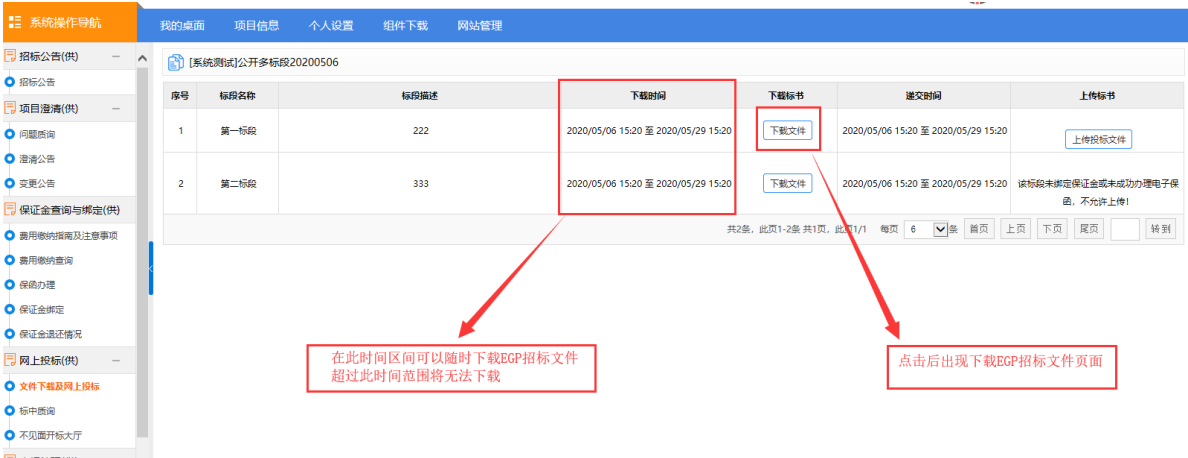 系统操作导航
我的桌面 项目信息 个人设置 组件下载 网站管理
招标公告(供)
招标公告
项目澄清(供)
问题质询
澄清公告
变更公告
保证金查询与绑定(供)
费用缴纳指南及注意事项
费用缴纳查询
保函办理
保证金绑定
保证金退还情况
网上投标(供)
文件下载及网上投标
标中质询
不见面开标大厅
[系统测试]公开多标段20200506
序号 标段名称 标段描述 下载时间 下载标书 递交时间 上传标书
1 第一标段 222 2020/05/06 15:20 至 2020/05/29 15:20 下载文件 2020/05/06 15:20 至 2020/05/29 15:20 上传投标文件
2 第二标段 333 2020/05/06 15:20 至 2020/05/29 15:20 下载文件 2020/05/06 15:20 至 2020/05/29 15:20 该标段未绑定保证金或未成功办理电子保
函，不允许上传！
共2条，此页1-2条 共1页，此页1/1 每页 6 条 首页 上页 下页 尾页 转到
在此时间区间可以随时下载EGP招标文件
超过此时间范围将无法下载
点击后出现下载EGP招标文件页面